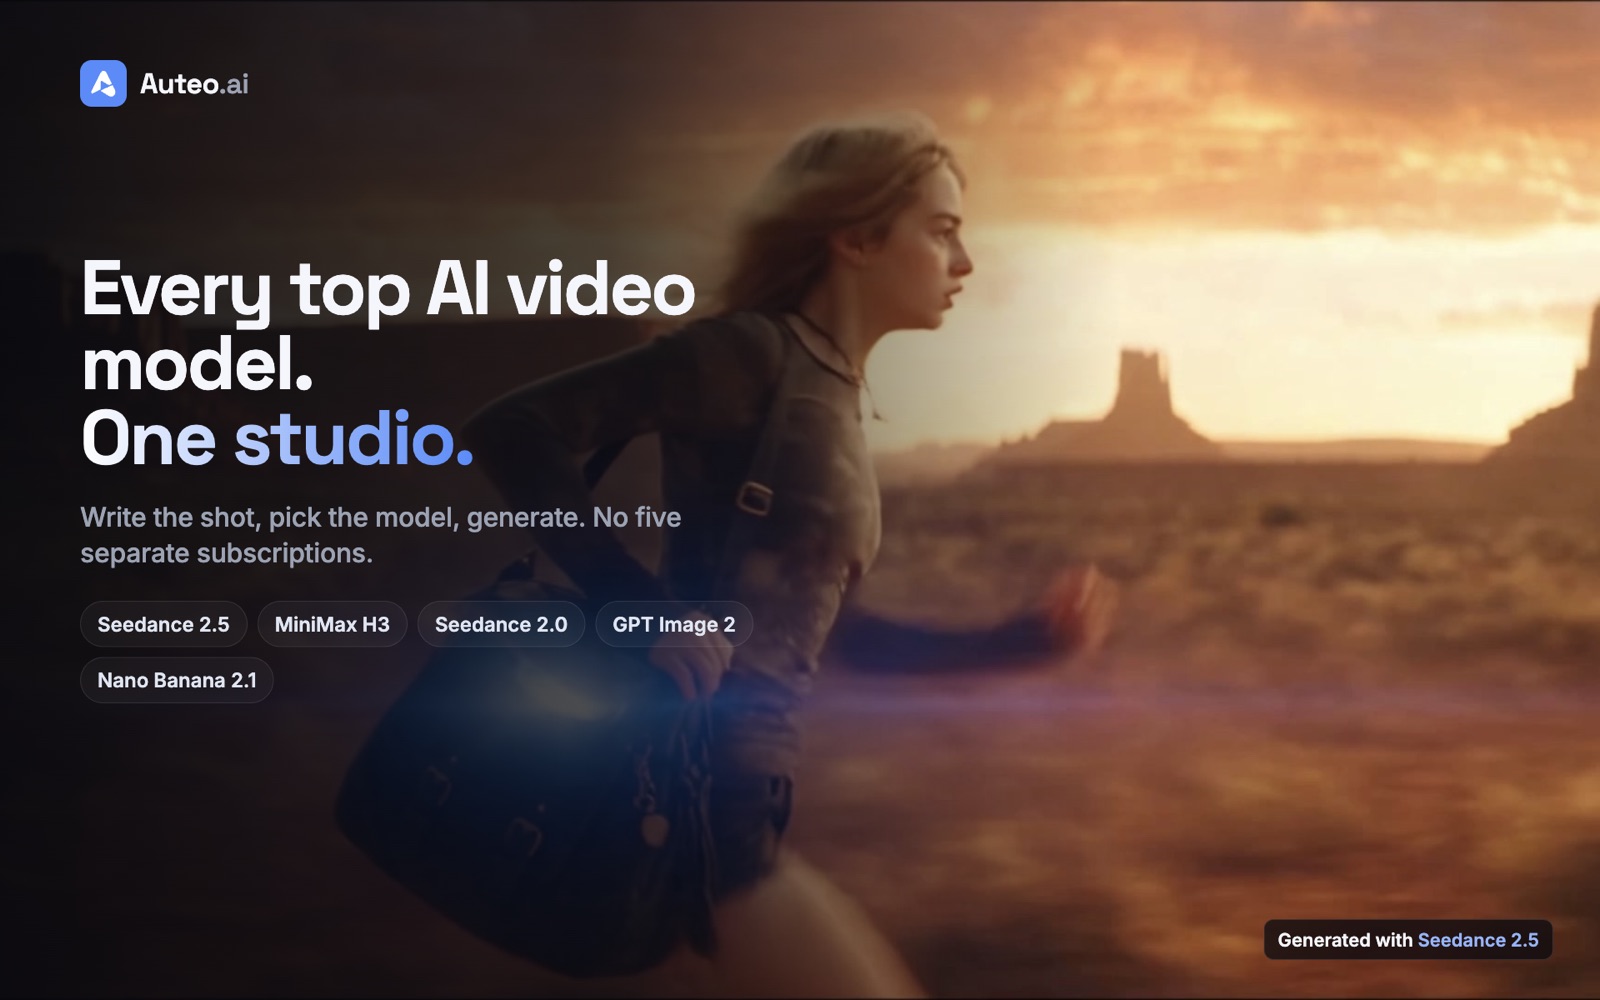 Auteo.ai
Every top AI video
model.
One studio.
Write the shot, pick the model, generate. No five
separate subscriptions.
Seedance 2.5 MiniMax H3 Seedance 2.0 GPT Image 2
Nano Banana 2.1
Generated with Seedance 2.5